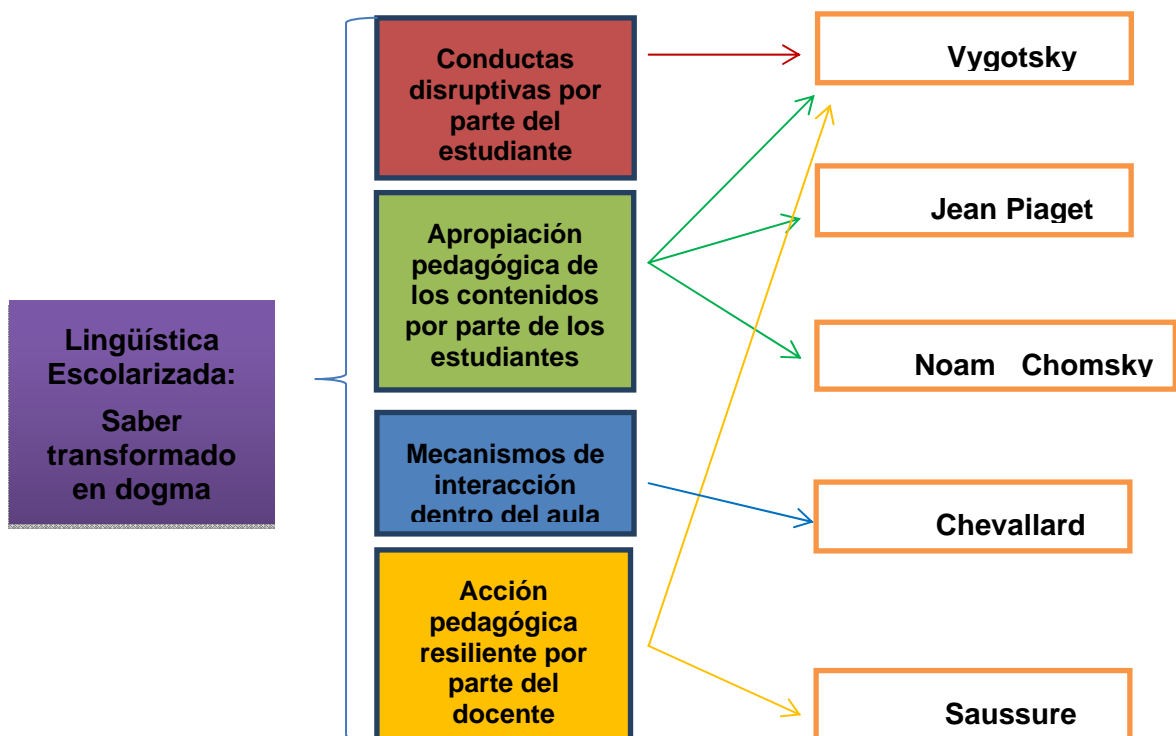 Lingüística
Escolarizada:
Saber
transformado
en dogma
Conductas
disruptivas por
parte del
estudiante
Apropiación
pedagógica de
los contenidos
por parte de los
estudiantes
Mecanismos de
interacción
dentro del aula
Acción
pedagógica
resiliente por
parte del
docente
Vygotsky
Jean Piaget
Noam Chomsky
Chevallard
Saussure